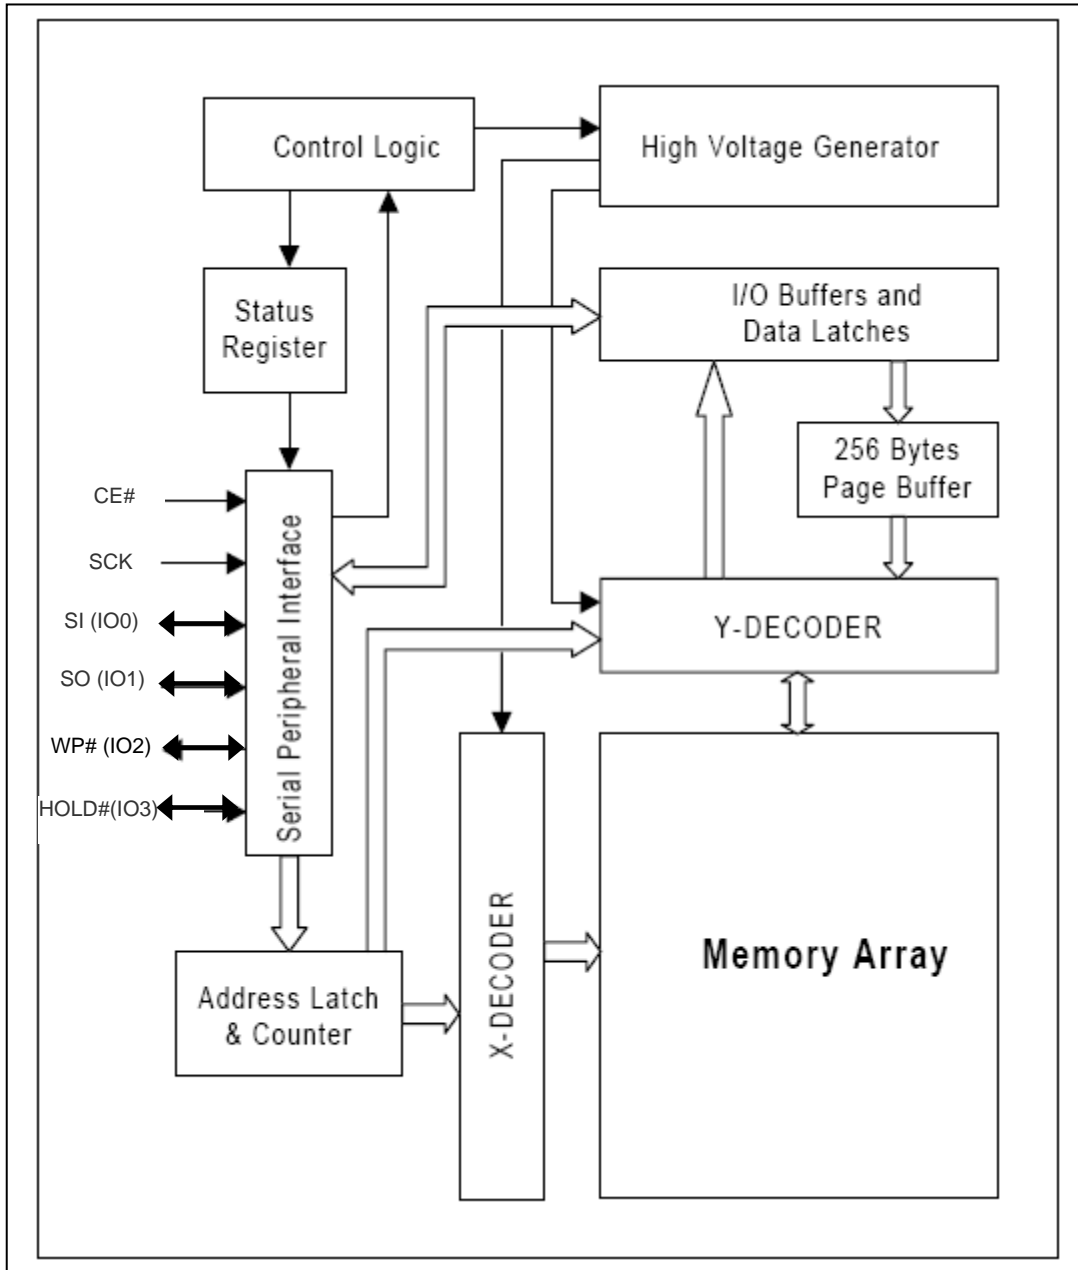 Control Logic
High Voltage Generator
Status
Register
I/O Buffers and
Data Latches
256 Bytes
Page Buffer
CE#
SCK
SI (IO0)
SO (IO1)
WP# (IO2)
HOLD#(IO3)
Serial Peripheral Interface
Y-DECODER
X-DECODER
Memory Array
Address Latch
& Counter